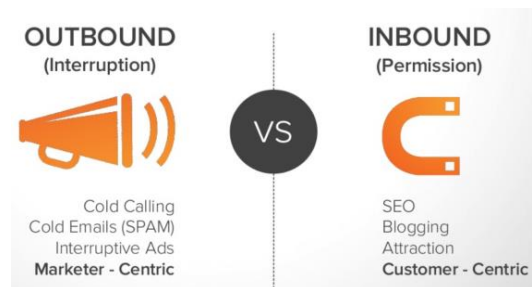 OUTBOUND
(Interruption)
Cold Calling
Cold Emails (SPAM)
Interruptive Ads
Marketer - Centric
VS
INBOUND
(Permission)
SEO
Blogging
Attraction
Customer - Centric